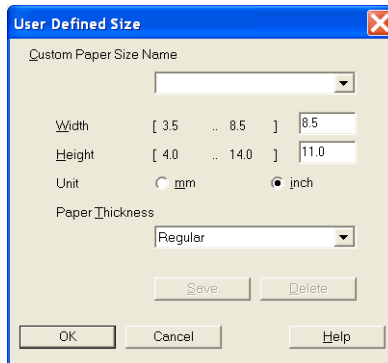 User Defined Size
Custom Paper Size Name
Width [ 3.5 .. 8.5 ] 8.5
Height [ 4.0 .. 14.0 ] 11.0
Unit mm inch
Paper Thickness
Regular
Save Delete
OK Cancel Help